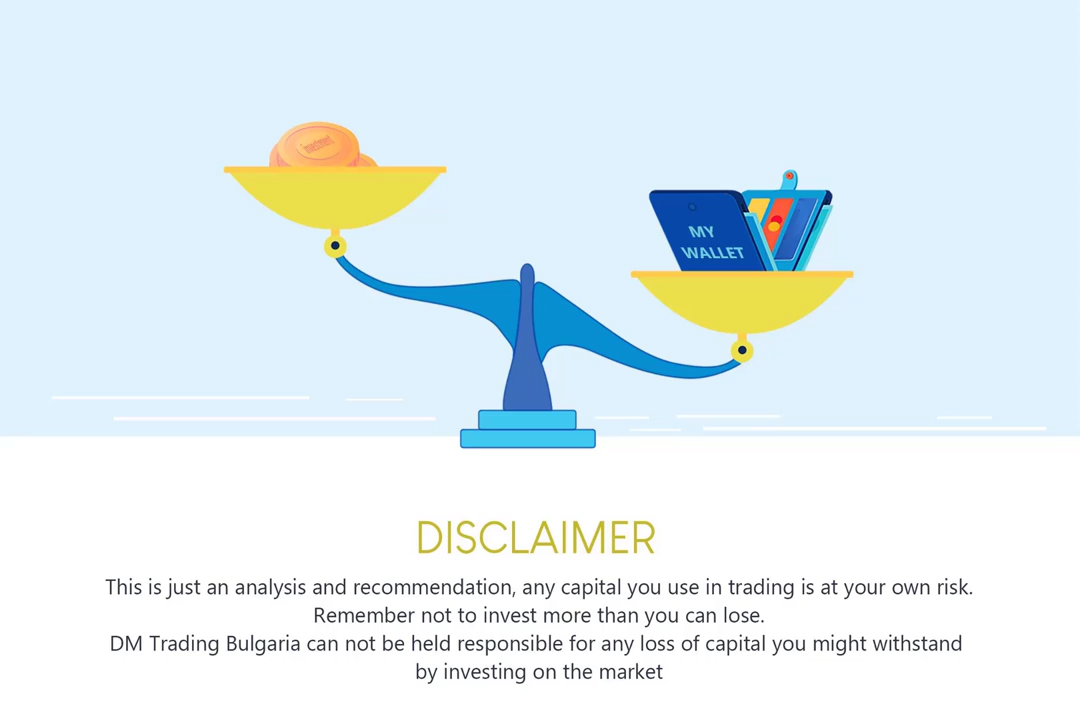 investment
MY
WALLET
DISCLAIMER
This is just an analysis and recommendation, any capital you use in trading is at your own risk.
Remember not to invest more than you can lose.
DM Trading Bulgaria can not be held responsible for any loss of capital you might withstand
by investing on the market